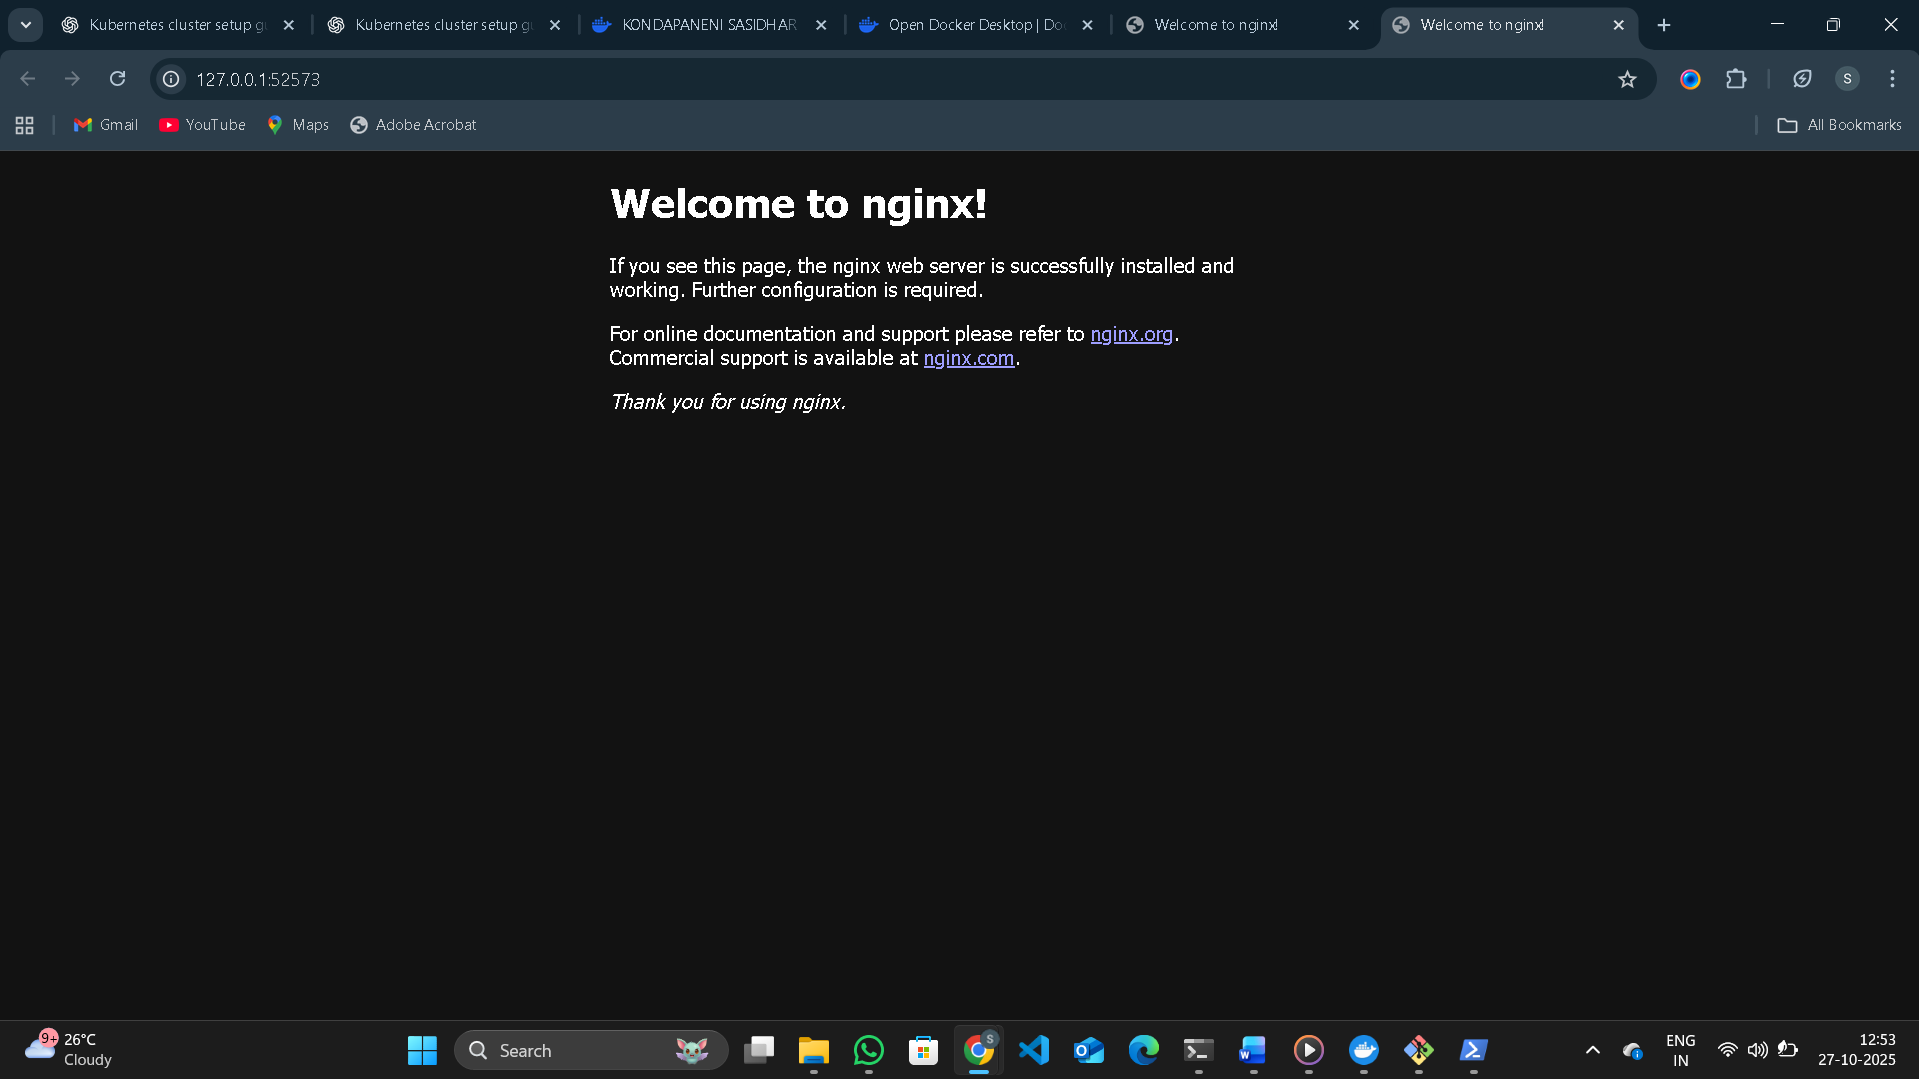 Kubernetes cluster setup gu
Kubernetes cluster setup gu
KONDAPANENI SASIDHAR
Open Docker Desktop | Doc
Welcome to nginx!
Welcome to nginx!
127.0.0.1:52573
S
Gmail
YouTube
Maps
Adobe Acrobat
All Bookmarks
Welcome to nginx!
If you see this page, the nginx web server is successfully installed and
working. Further configuration is required.
For online documentation and support please refer to nginx.org.
Commercial support is available at nginx.com.
Thank you for using nginx.
9+
26°C
Cloudy
Search
S
ENG
IN
12:53
27-10-2025